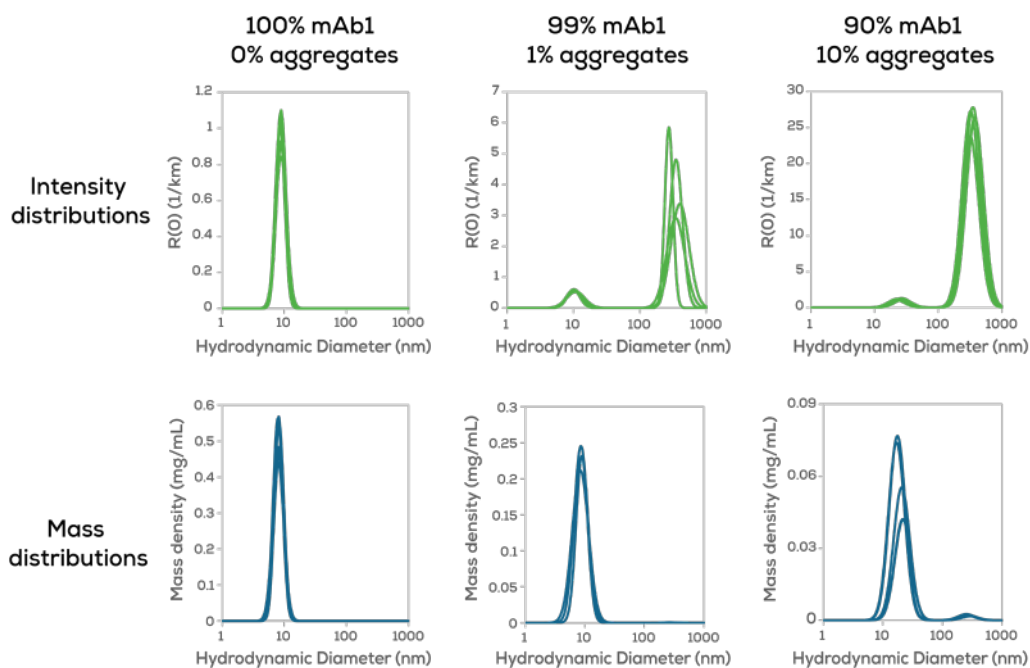 100% mAb1
0% aggregates
99% mAb1
1% aggregates
90% mAb1
10% aggregates
Intensity
distributions
R(0) (1/km)
1.2
1
0.8
0.6
0.4
0.2
0
1
10
100
1000
Hydrodynamic Diameter (nm)
R(0) (1/km)
7
6
5
4
3
2
1
0
1
10
100
1000
Hydrodynamic Diameter (nm)
R(0) (1/km)
30
25
20
15
10
5
0
1
10
100
1000
Hydrodynamic Diameter (nm)
Mass
distributions
Mass density (mg/mL)
0.6
0.5
0.4
0.3
0.2
0.1
0
1
10
100
1000
Hydrodynamic Diameter (nm)
Mass density (mg/mL)
0.3
0.25
0.2
0.15
0.1
0.05
0
1
10
100
1000
Hydrodynamic Diameter (nm)
Mass density (mg/mL)
0.09
0.06
0.03
0
1
10
100
1000
Hydrodynamic Diameter (nm)